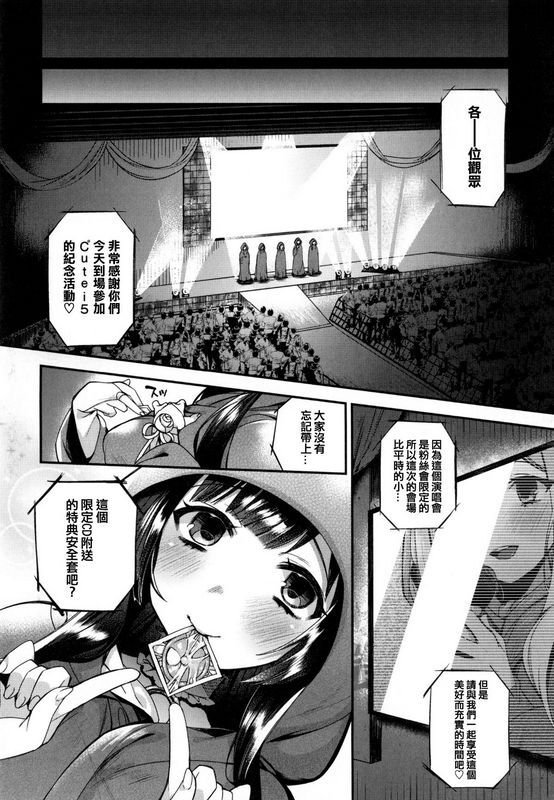 各──位觀眾
非常感謝你們
今天到場參加
Cutei5
的紀念活動♡
因為這個演唱會
是粉絲會限定的
所以這次的會場
比平時的小…
但是
請與我們一起享受這個
美好而充實的時間吧♡
大家沒有
忘記帶上…
ズッ
這個
限定CD附送
的特典安全套吧？